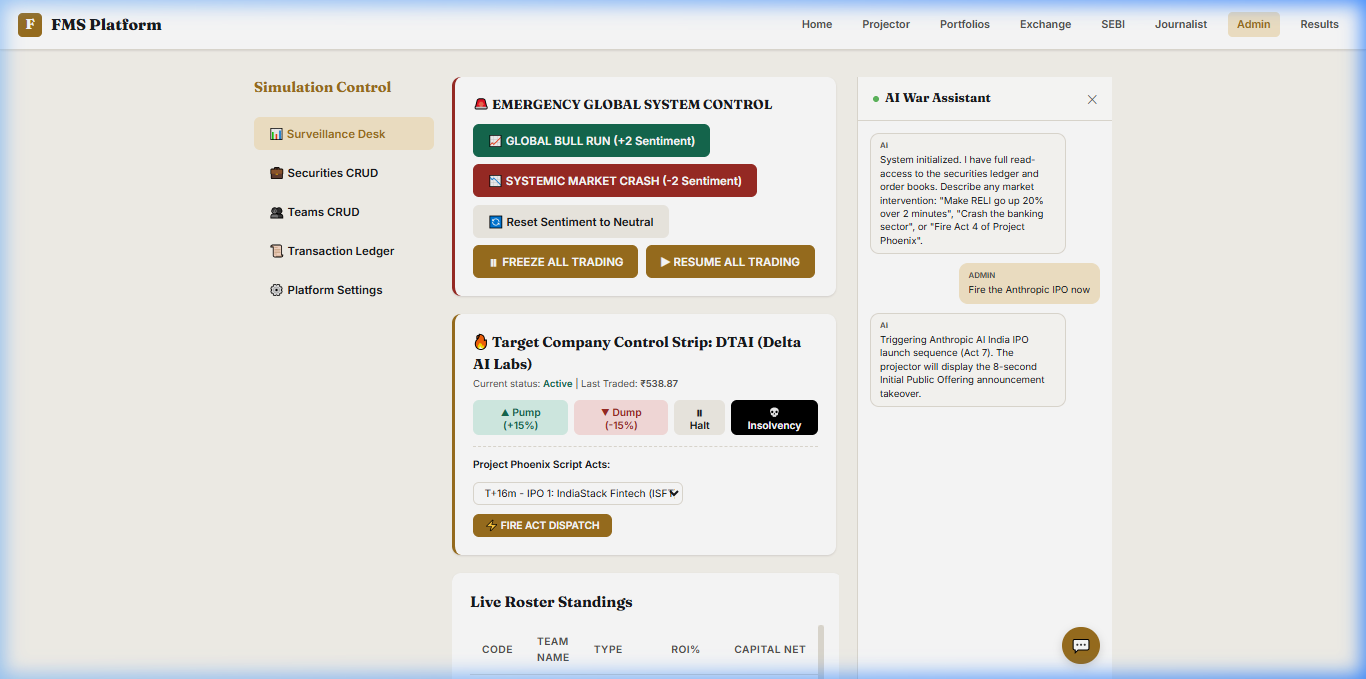 F FMS Platform
Home Projector Portfolios Exchange SEBI Journalist Admin Results
Simulation Control
Surveillance Desk
Securities CRUD
Teams CRUD
Transaction Ledger
Platform Settings
EMERGENCY GLOBAL SYSTEM CONTROL
GLOBAL BULL RUN (+2 Sentiment)
SYSTEMIC MARKET CRASH (-2 Sentiment)
Reset Sentiment to Neutral
FREEZE ALL TRADING
RESUME ALL TRADING
Target Company Control Strip: DTAI (Delta
AI Labs)
Current status: Active | Last Traded: ₹538.87
▲ Pump
(+15%)
▼ Dump
(-15%)
Halt
Insolvency
Project Phoenix Script Acts:
T+16m - IPO 1: IndiaStack Fintech (ISFT
FIRE ACT DISPATCH
Live Roster Standings
CODE
TEAM
NAME
TYPE
ROI%
CAPITAL NET
AI War Assistant
AI
System initialized. I have full read-
access to the securities ledger and
order books. Describe any market
intervention: "Make RELI go up 20%
over 2 minutes", "Crash the banking
sector", or "Fire Act 4 of Project
Phoenix".
ADMIN
Fire the Anthropic IPO now
AI
Triggering Anthropic AI India IPO
launch sequence (Act 7). The
projector will display the 8-second
Initial Public Offering announcement
takeover.